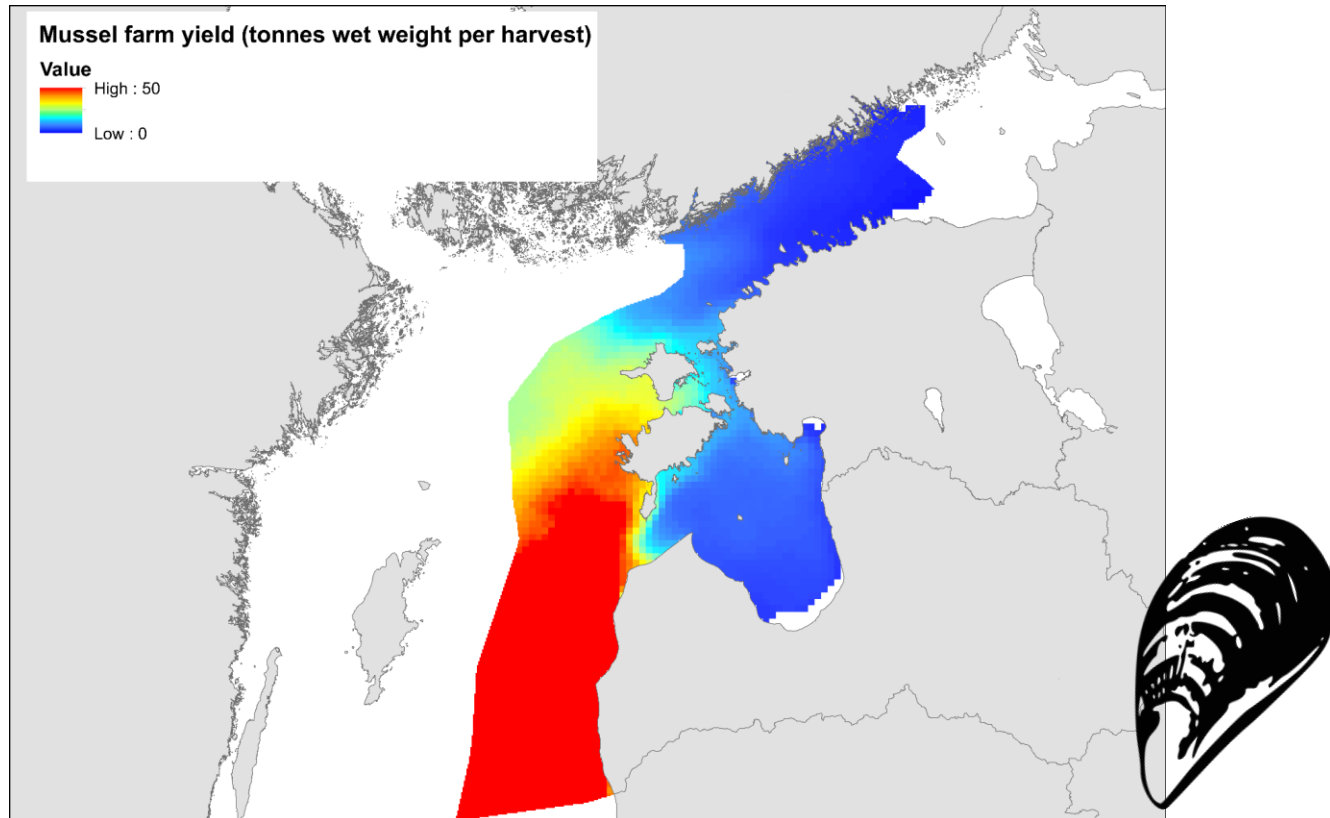 Mussel farm yield (tonnes wet weight per harvest)
Value
High : 50
Low : 0